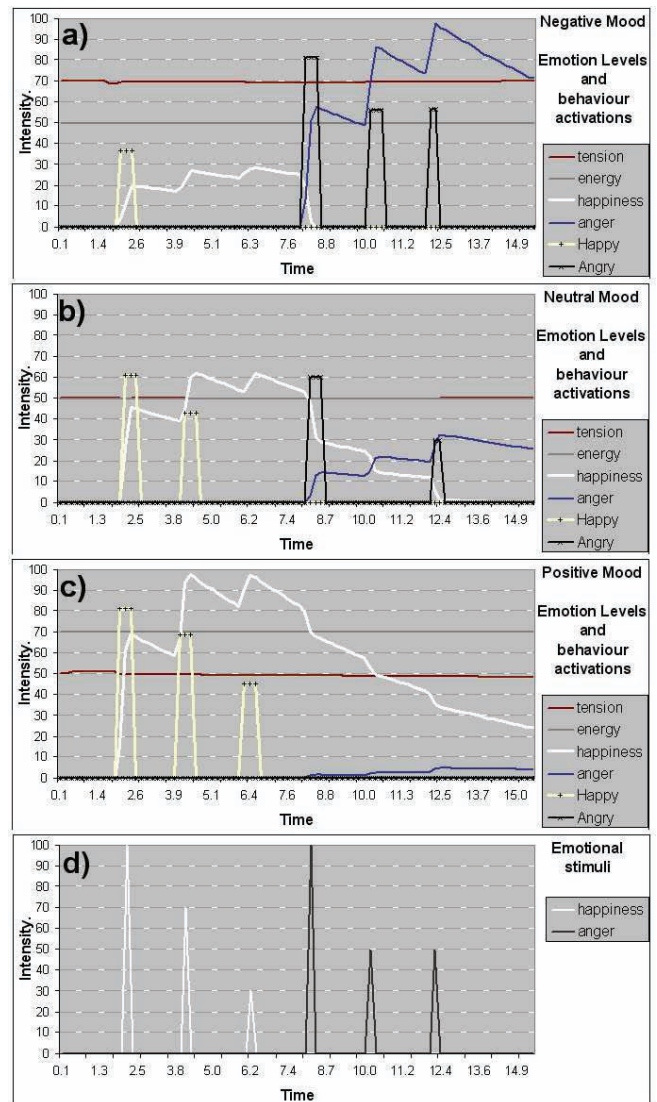 a)
Negative Mood
Emotion Levels
and
behaviour
activations
Intensity.
100
90
80
70
60
50
40
30
20
10
0
0.1 1.3 2.6 3.9 5.1 6.3 7.6 8.8 10.0 11.3 12.5 13.7 14.9
Time
tension
energy
happiness
anger
Happy
Angry
b)
Neutral Mood
Emotion Levels
and
behaviour
activations
Intensity.
100
90
80
70
60
50
40
30
20
10
0
0.1 1.3 2.5 3.7 5.0 6.2 7.4 8.7 10.0 11.2 12.4 13.6 14.9
Time
tension
energy
happiness
anger
Happy
Angry
c)
Positive Mood
Emotion Levels
and
behaviour
activations
Intensity.
100
90
80
70
60
50
40
30
20
10
0
0.1 1.4 2.6 3.9 5.1 6.4 7.6 8.8 10.0 11.3 12.5 13.7 15.0
Time
tension
energy
happiness
anger
Happy
Angry
d)
Emotional
stimuli
Intensity.
100
90
80
70
60
50
40
30
20
10
0
0.1 1.3 2.5 3.8 5.0 6.2 7.5 8.7 10.0 11.2 12.4 13.6 14.9
Time
happiness
anger